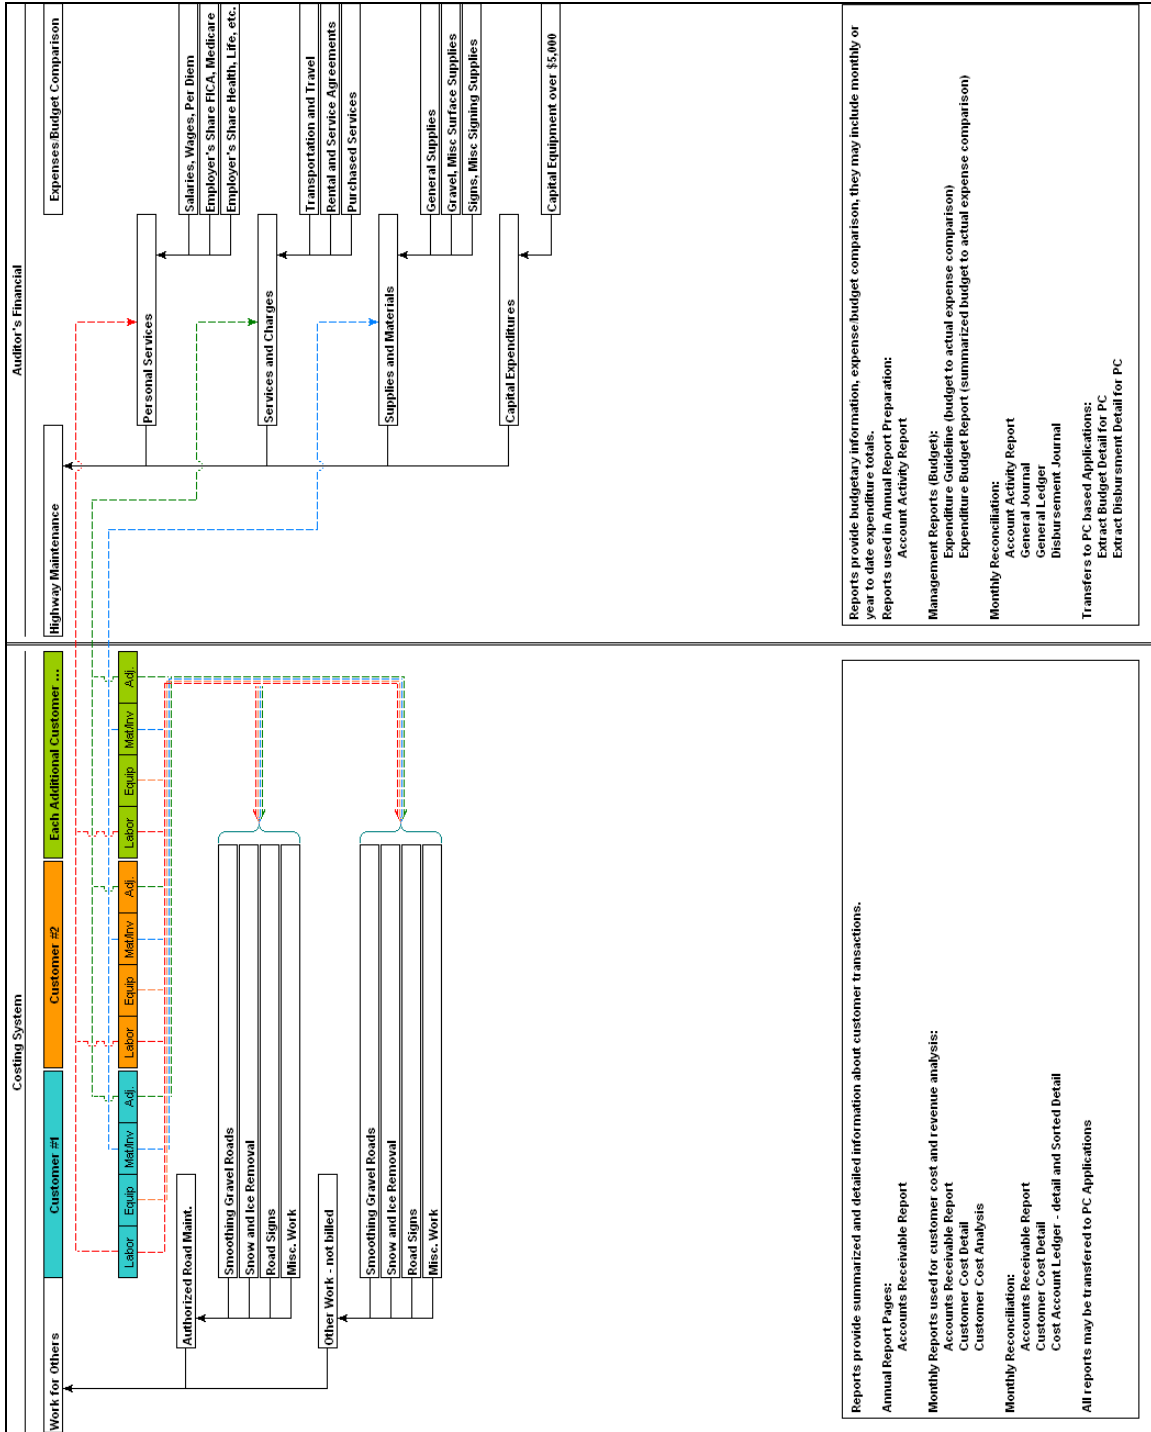 Costing System
Auditor's Financial
Work for Others
Customer #1
Customer #2
Each Additional Customer ...
Highway Maintenance
Expenses/Budget Comparison
Labor
Equip
Mat/Inv
Adj.
Labor
Equip
Mat/Inv
Adj.
Labor
Equip
Mat/Inv
Adj.
Authorized Road Maint.
Smoothing Gravel Roads
Snow and Ice Removal
Road Signs
Misc. Work
Other Work - not billed
Smoothing Gravel Roads
Snow and Ice Removal
Road Signs
Misc. Work
Personal Services
Salaries, Wages, Per Diem
Employer's Share FICA, Medicare
Employer's Share Health, Life, etc.
Services and Charges
Transportation and Travel
Rental and Service Agreements
Purchased Services
Supplies and Materials
General Supplies
Gravel, Misc Surface Supplies
Signs, Misc Signing Supplies
Capital Expenditures
Capital Equipment over $5,000
Reports provide summarized and detailed information about customer transactions.
Annual Report Pages:
Accounts Receivable Report
Monthly Reports used for customer cost and revenue analysis:
Accounts Receivable Report
Customer Cost Detail
Customer Cost Analysis
Monthly Reconciliation:
Accounts Receivable Report
Customer Cost Detail
Cost Account Ledger - detail and Sorted Detail
All reports may be transfered to PC Applications
Reports provide budgetary information, expense/budget comparison, they may include monthly or
year to date expenditure totals.
Reports used in Annual Report Preparation:
Account Activity Report
Management Reports (Budget):
Expenditure Guideline (budget to actual expense comparison)
Expenditure Budget Report (summarized budget to actual expense comparison)
Monthly Reconciliation:
Account Activity Report
General Journal
General Ledger
Disbursement Journal
Transfers to PC based Applications:
Extract Budget Detail for PC
Extract Disbursment Detail for PC